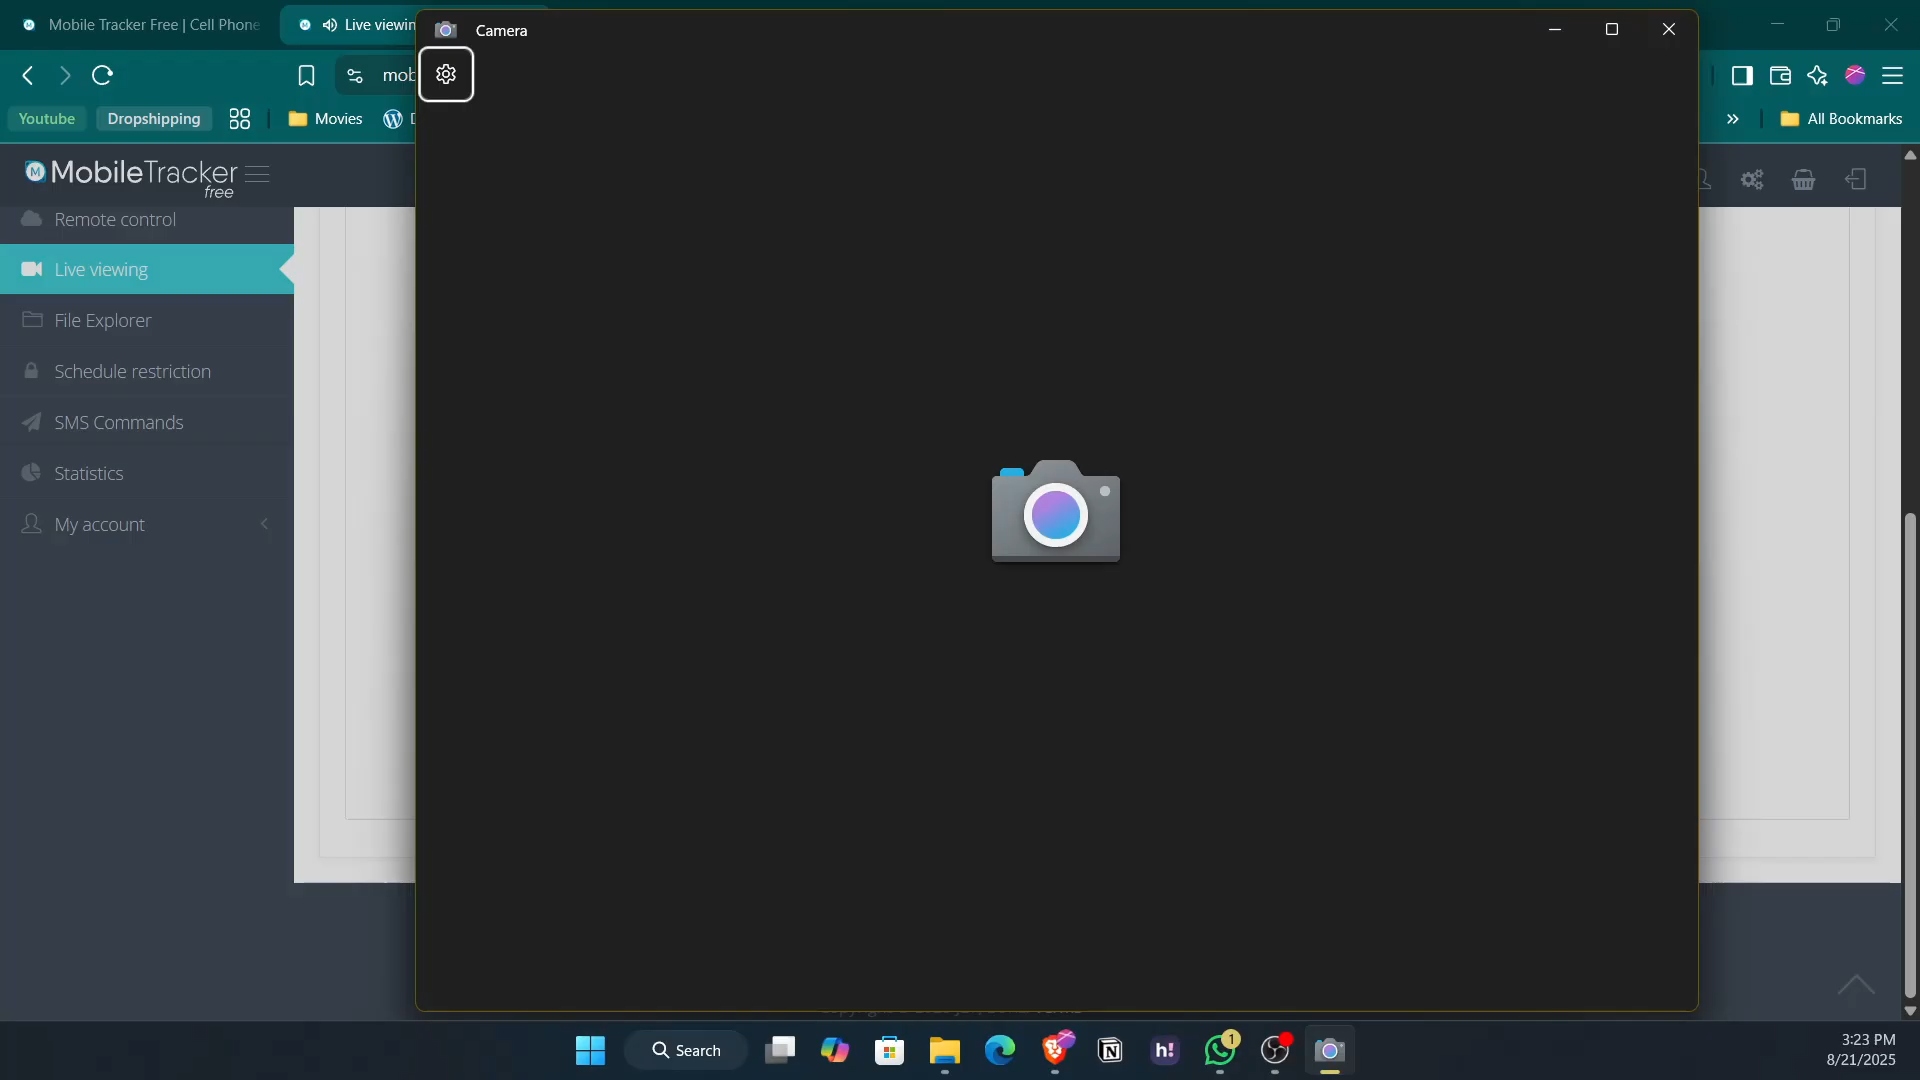 Mobile Tracker Free | Cell Phone
Live viewin
Camera
mob
Youtube
Dropshipping
Movies
All Bookmarks
MobileTracker
free
Remote control
Live viewing
File Explorer
Schedule restriction
SMS Commands
Statistics
My account
Search
1
3:23 PM
8/21/2025